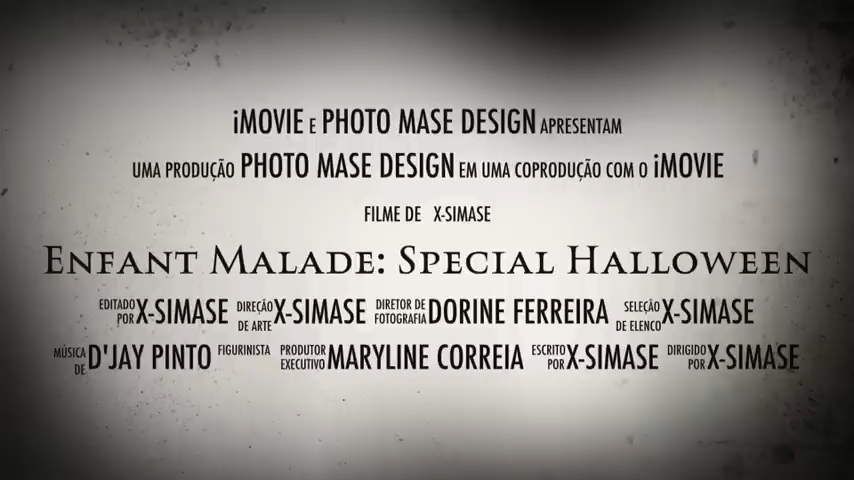 iMOVIE E PHOTO MASE DESIGN APRESENTAM
UMA PRODUÇÃO PHOTO MASE DESIGN EM UMA COPRODUÇÃO COM O iMOVIE
FILME DE X-SIMASE
ENFANT MALADE: SPECIAL HALLOWEEN
EDITADO POR X-SIMASE DIREÇÃO DE ARTE X-SIMASE DIRETOR DE FOTOGRAFIA DORINE FERREIRA SELEÇÃO DE ELENCO X-SIMASE
MÚSICA DE D'JAY PINTO FIGURINISTA PRODUTOR EXECUTIVO MARYLINE CORREIA ESCRITO POR X-SIMASE DIRIGIDO POR X-SIMASE